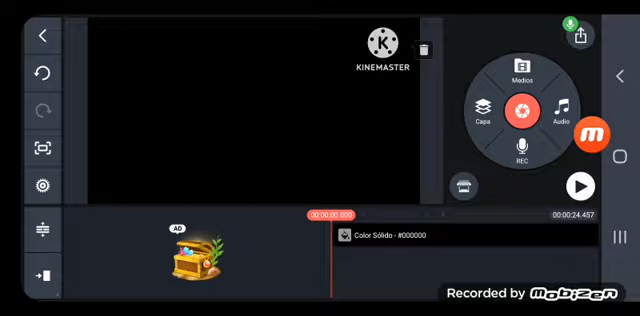 K
KINEMASTER
Medios
Capa
Audio
REC
00:00:00.000
00:00:24.457
AD
Color Sólido - #000000
m
Recorded by mobizen